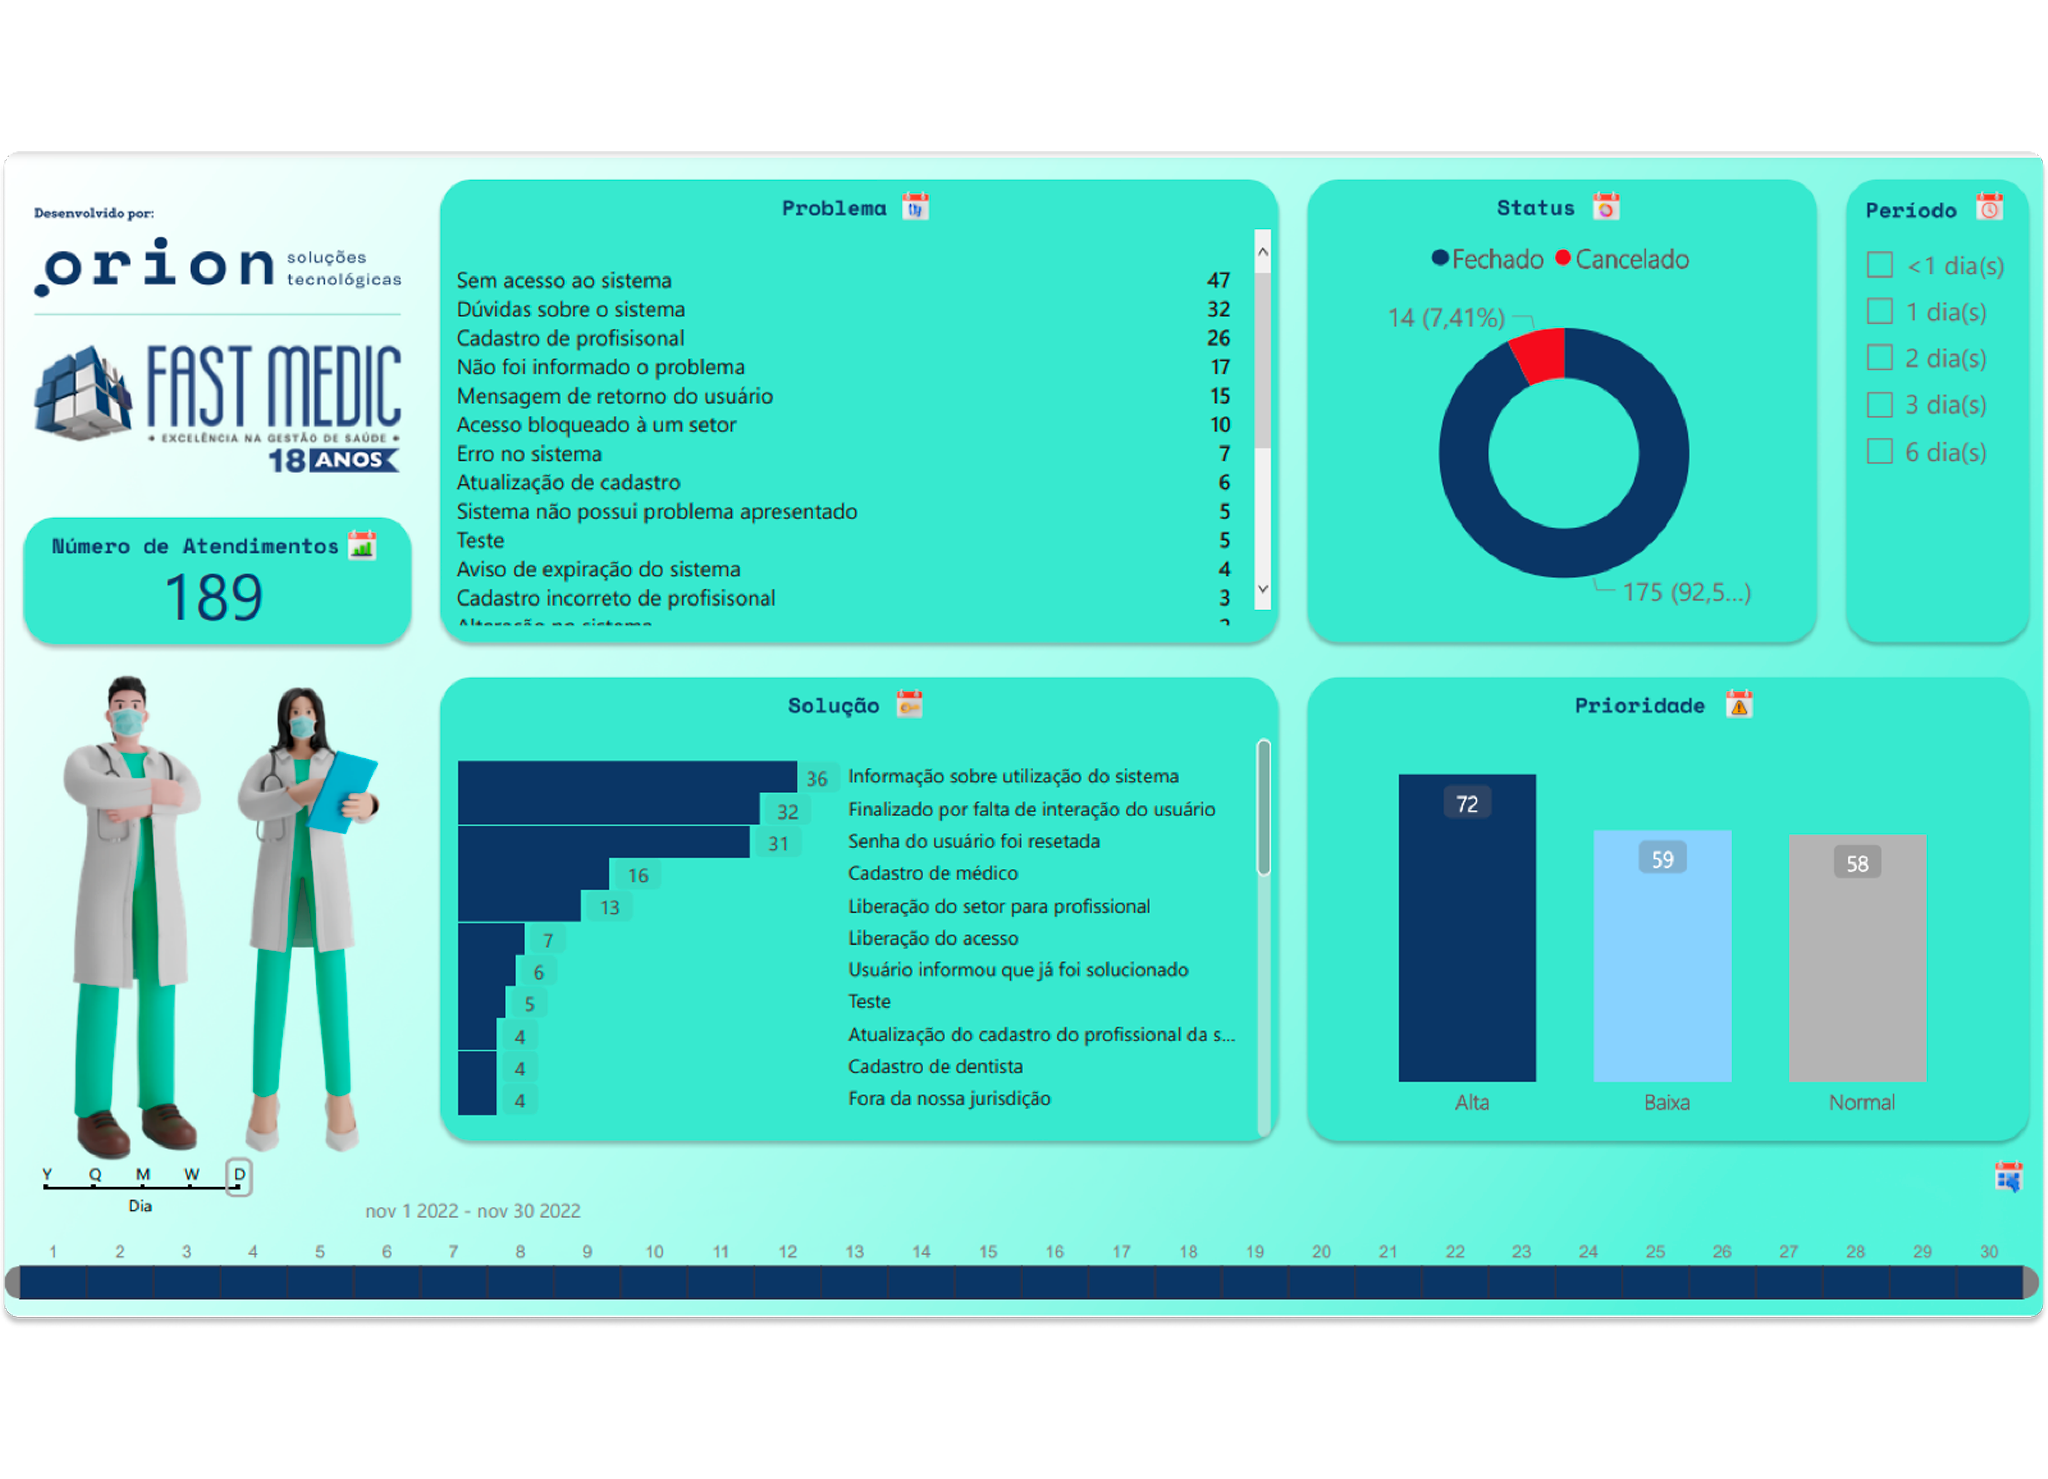 Desenvolvido por:
orion soluções tecnológicas
FAST MEDIC
• EXCELÊNCIA NA GESTÃO DE SAÚDE •
18 ANOS
Número de Atendimentos
189
Problema
Sem acesso ao sistema 47
Dúvidas sobre o sistema 32
Cadastro de profisisonal 26
Não foi informado o problema 17
Mensagem de retorno do usuário 15
Acesso bloqueado à um setor 10
Erro no sistema 7
Atualização de cadastro 6
Sistema não possui problema apresentado 5
Teste 5
Aviso de expiração do sistema 4
Cadastro incorreto de profisisonal 3
Status
Fechado Cancelado
14 (7,41%)
175 (92,5...)
Período
<1 dia(s)
1 dia(s)
2 dia(s)
3 dia(s)
6 dia(s)
Solução
36 Informação sobre utilização do sistema
32 Finalizado por falta de interação do usuário
31 Senha do usuário foi resetada
16 Cadastro de médico
13 Liberação do setor para profissional
7 Liberação do acesso
6 Usuário informou que já foi solucionado
5 Teste
4 Atualização do cadastro do profissional da s...
4 Cadastro de dentista
4 Fora da nossa jurisdição
Prioridade
72 59 58
Alta Baixa Normal
Y Q M W D
Dia
nov 1 2022 - nov 30 2022
1 2 3 4 5 6 7 8 9 10 11 12 13 14 15 16 17 18 19 20 21 22 23 24 25 26 27 28 29 30